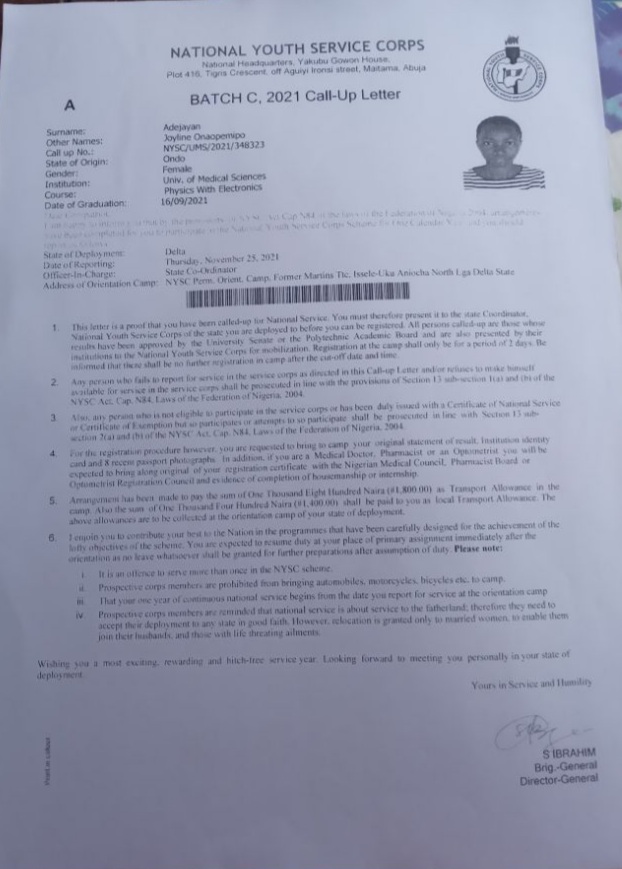 NATIONAL YOUTH SERVICE CORPS
National Headquarters, Yakubu Gowon House,
Plot 416, Tigris Crescent, off Aguiyi Ironsi street, Maitama, Abuja
A
BATCH C, 2021 Call-Up Letter
Surname: Adejayan
Other Names: Joyline Onaopemipo
Call up No.: NYSC/UMS/2021/348323
State of Origin: Ondo
Gender: Female
Institution: Univ. of Medical Sciences
Course: Physics With Electronics
Date of Graduation: 16/09/2021
State of Deployment: Delta
Date of Reporting: Thursday, November 25, 2021
Officer-In-Charge: State Co-Ordinator
Address of Orientation Camp: NYSC Perm. Orient. Camp, Former Martins Ttc, Issele-Uku Aniocha North Lga Delta State
1. This letter is a proof that you have been called-up for National Service. You must therefore present it to the state Coordinator,
National Youth Service Corps of the state you are deployed to before you can be registered. All persons called-up are those whose
results have been approved by the University Senate or the Polytechnic Academic Board and are also presented by their
institutions to the National Youth Service Corps for mobilization. Registration at the camp shall only be for a period of 2 days. Be
informed that there shall be no further registration in camp after the cut-off date and time.
2. Any person who fails to report for service in the service corps as directed in this Call-up Letter and/or refuses to make himself
available for service in the service corps shall be prosecuted in line with the provisions of Section 13 sub-section 1(a) and (b) of the
NYSC Act, Cap. N84, Laws of the Federation of Nigeria, 2004.
3. Also, any person who is not eligible to participate in the service corps or has been duly issued with a Certificate of National Service
or Certificate of Exemption but so participates or attempts to so participate shall be prosecuted in line with Section 13 sub-
section 2(a) and (b) of the NYSC Act, Cap. N84, Laws of the Federation of Nigeria, 2004.
4. For the registration procedure however, you are requested to bring to camp, your original statement of result, Institution identity
card and 8 recent passport photographs. In addition, if you are a Medical Doctor, Pharmacist or an Optometrist you will be
expected to bring along original of your registration certificate with the Nigerian Medical Council, Pharmacist Board or
Optometrist Registration Council and evidence of completion of housemanship or internship.
5. Arrangement has been made to pay the sum of One Thousand Eight Hundred Naira (#1,800.00) as Transport Allowance in the
camp. Also the sum of One Thousand Four Hundred Naira (#1,400.00) shall be paid to you as local Transport Allowance. The
above allowances are to be collected at the orientation camp of your state of deployment.
6. I enjoin you to contribute your best to the Nation in the programmes that have been carefully designed for the achievement of the
lofty objectives of the scheme. You are expected to resume duty at your place of primary assignment immediately after the
orientation as no leave whatsoever shall be granted for further preparations after assumption of duty. Please note:
i. It is an offence to serve more than once in the NYSC scheme.
ii. Prospective corps members are prohibited from bringing automobiles, motorcycles, bicycles etc. to camp.
iii. That your one year of continuous national service begins from the date you report for service at the orientation camp
iv. Prospective corps members are reminded that national service is about service to the fatherland; therefore they need to
accept their deployment to any state in good faith. However, relocation is granted only to married women, to enable them
join their husbands, and those with life threating ailments.
Wishing you a most exciting, rewarding and hitch-free service year. Looking forward to meeting you personally in your state of
deployment.
Yours in Service and Humility
S IBRAHIM
Brig.-General
Director-General